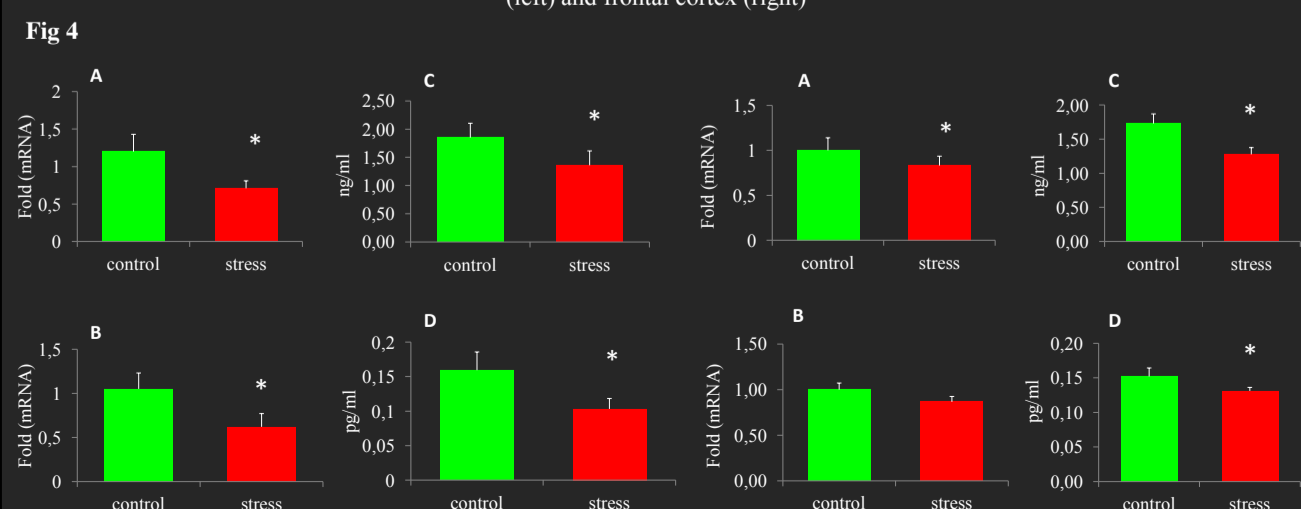 (left) and frontal cortex (right)
Fig 4
A
Fold (mRNA)
2
1,5
1
0,5
0
*
control stress
C
ng/ml
2,50
2,00
1,50
1,00
0,50
0,00
*
control stress
A
Fold (mRNA)
1,5
1
0,5
0
*
control stress
C
ng/ml
2,00
1,50
1,00
0,50
0,00
*
control stress
B
Fold (mRNA)
1,5
1
0,5
0
*
control stress
D
pg/ml
0,2
0,15
0,1
0,05
0
*
control stress
B
Fold (mRNA)
1,50
1,00
0,50
0,00
control stress
D
pg/ml
0,20
0,15
0,10
0,05
0,00
*
control stress